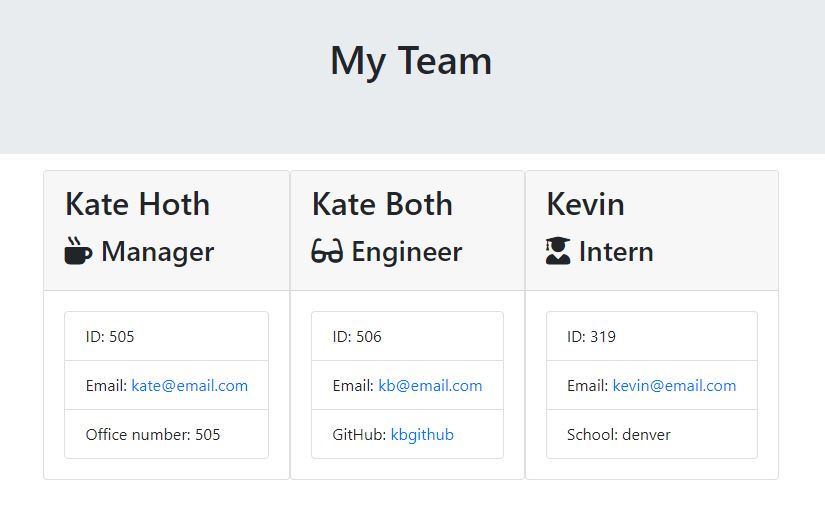 My Team
Kate Hoth
Manager
ID: 505
Email: kate@email.com
Office number: 505
Kate Both
Engineer
ID: 506
Email: kb@email.com
GitHub: kbgithub
Kevin
Intern
ID: 319
Email: kevin@email.com
School: denver